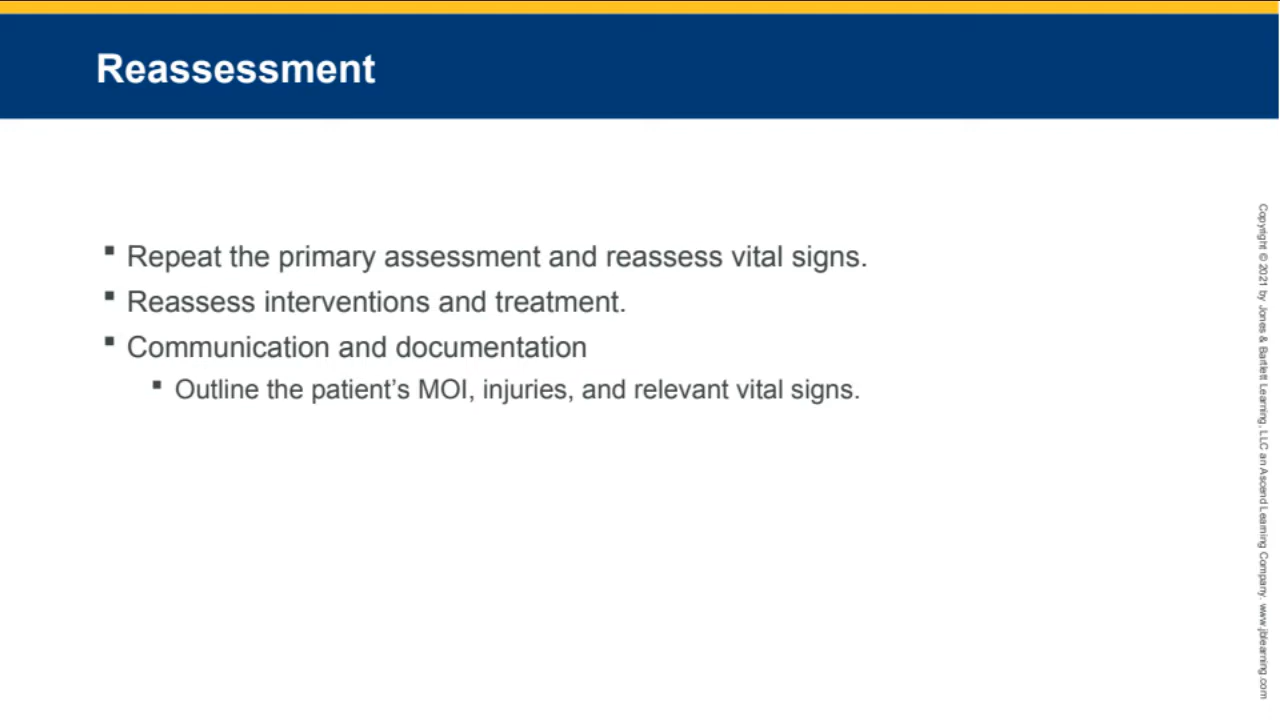 Reassessment
Repeat the primary assessment and reassess vital signs.
Reassess interventions and treatment.
Communication and documentation
Outline the patient’s MOI, injuries, and relevant vital signs.
Copyright © 2021 by Jones & Bartlett Learning, LLC an Ascend Learning Company. www.jblearning.com